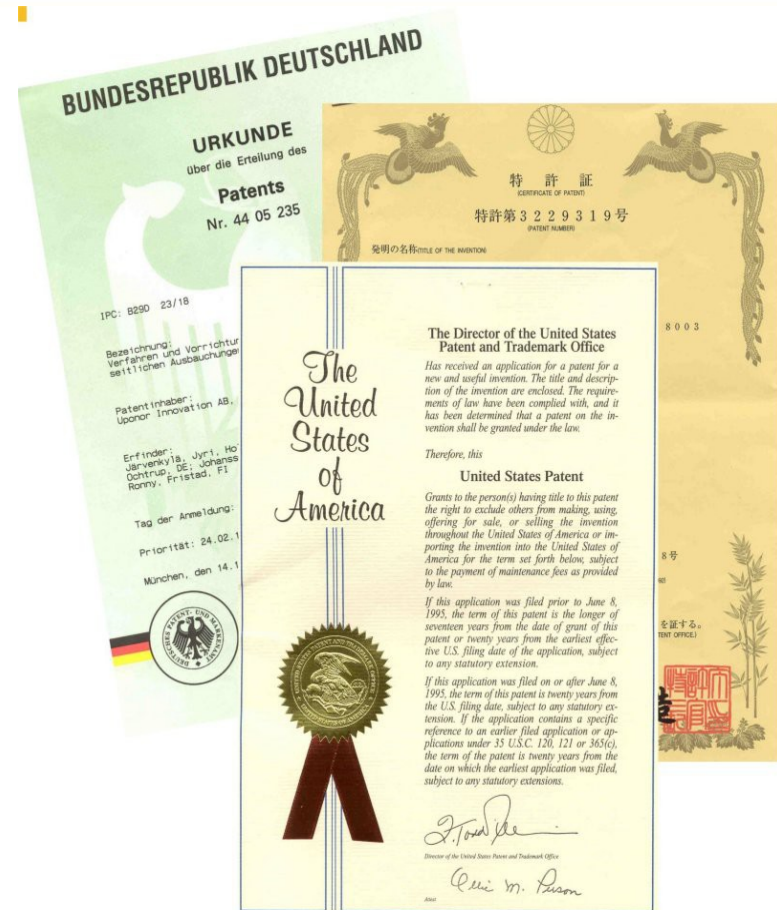 BUNDESREPUBLIK DEUTSCHLAND
URKUNDE
über die Erteilung des
Patents
Nr. 44 05 235
IPC: B29D 23/18
Bezeichnung:
Verfahren und Vorrichtun
seitlichen Ausbauchungen
Patentinhaber:
Uponor Innovation AB,
Erfinder:
Järvenkylä, Jyri, Ho
Ochtrup, DE; Johanss
Ronny, Fristad, FI
Tag der Anmeldung:
Priorität: 24.02.1
München, den 14.1
DEUTSCHES PATENT- UND MARKENAMT
特許証
(CERTIFICATE OF PATENT)
特許第3229319号
(PATENT NUMBER)
発明の名称(TITLE OF THE INVENTION)
8003
8号
を証する。
TENT OFFICE)
The
United
States
of
America
The Director of the United States
Patent and Trademark Office
Has received an application for a patent for a
new and useful invention. The title and descrip-
tion of the invention are enclosed. The require-
ments of law have been complied with, and it
has been determined that a patent on the in-
vention shall be granted under the law.
Therefore, this
United States Patent
Grants to the person(s) having title to this patent
the right to exclude others from making, using,
offering for sale, or selling the invention
throughout the United States of America or im-
porting the invention into the United States of
America for the term set forth below, subject
to the payment of maintenance fees as provided
by law.
If this application was filed prior to June 8,
1995, the term of this patent is the longer of
seventeen years from the date of grant of this
patent or twenty years from the earliest effec-
tive U.S. filing date of the application, subject
to any statutory extension.
If this application was filed on or after June 8,
1995, the term of this patent is twenty years from
the U.S. filing date, subject to any statutory ex-
tension. If the application contains a specific
reference to an earlier filed application or ap-
plications under 35 U.S.C. 120, 121 or 365(c),
the term of the patent is twenty years from the
date on which the earliest application was filed,
subject to any statutory extensions.
Director of the United States Patent and Trademark Office
Attest